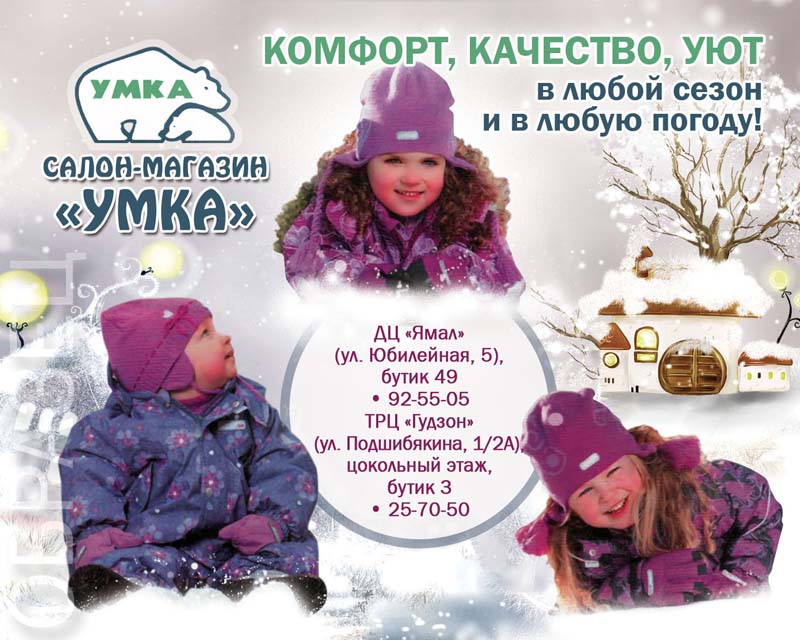 УМКА
САЛОН-МАГАЗИН
«УМКА»
КОМФОРТ, КАЧЕСТВО, УЮТ
в любой сезон
и в любую погоду!
ДЦ «Ямал»
(ул. Юбилейная, 5),
бутик 49
• 92-55-05
ТРЦ «Гудзон»
(ул. Подшибякина, 1/2А),
цокольный этаж,
бутик 3
• 25-70-50
ОБРАЗЕЦ